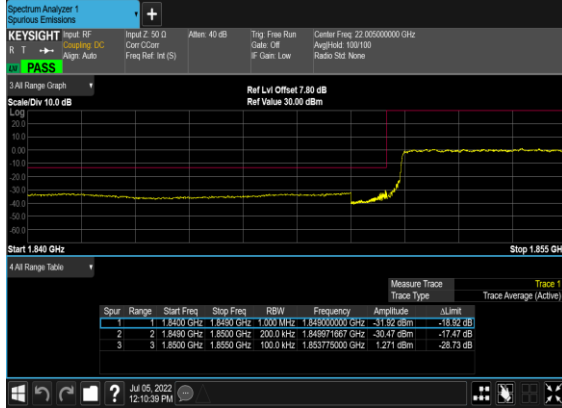 Spectrum Analyzer 1
Spurious Emissions
+
KEYSIGHT Input: RF Input Z: 50 Ω Atten: 40 dB Trig: Free Run Center Freq: 22.005000000 GHz
R T Coupling: DC Corr CCorr Gate: Off Avg|Hold: 100/100
Align: Auto Freq Ref: Int (S) IF Gain: Low Radio Std: None
PASS
3 All Range Graph
Ref Lvl Offset 7.80 dB
Scale/Div 10.0 dB Ref Value 30.00 dBm
Log
20.0
10.0
0.00
-10.0
-20.0
-30.0
-40.0
-50.0
-60.0
Start 1.840 GHz Stop 1.855 GH
4 All Range Table
Measure Trace Trace 1
Trace Type Trace Average (Active)
Spur Range Start Freq Stop Freq RBW Frequency Amplitude ΔLimit
1 1 1.8400 GHz 1.8490 GHz 1.000 MHz 1.849000000 GHz -31.92 dBm -18.92 dB
2 2 1.8490 GHz 1.8500 GHz 200.0 kHz 1.849971667 GHz -30.47 dBm -17.47 dB
3 3 1.8500 GHz 1.8550 GHz 100.0 kHz 1.853775000 GHz 1.271 dBm -28.73 dB
? Jul 05, 2022
12:10:39 PM